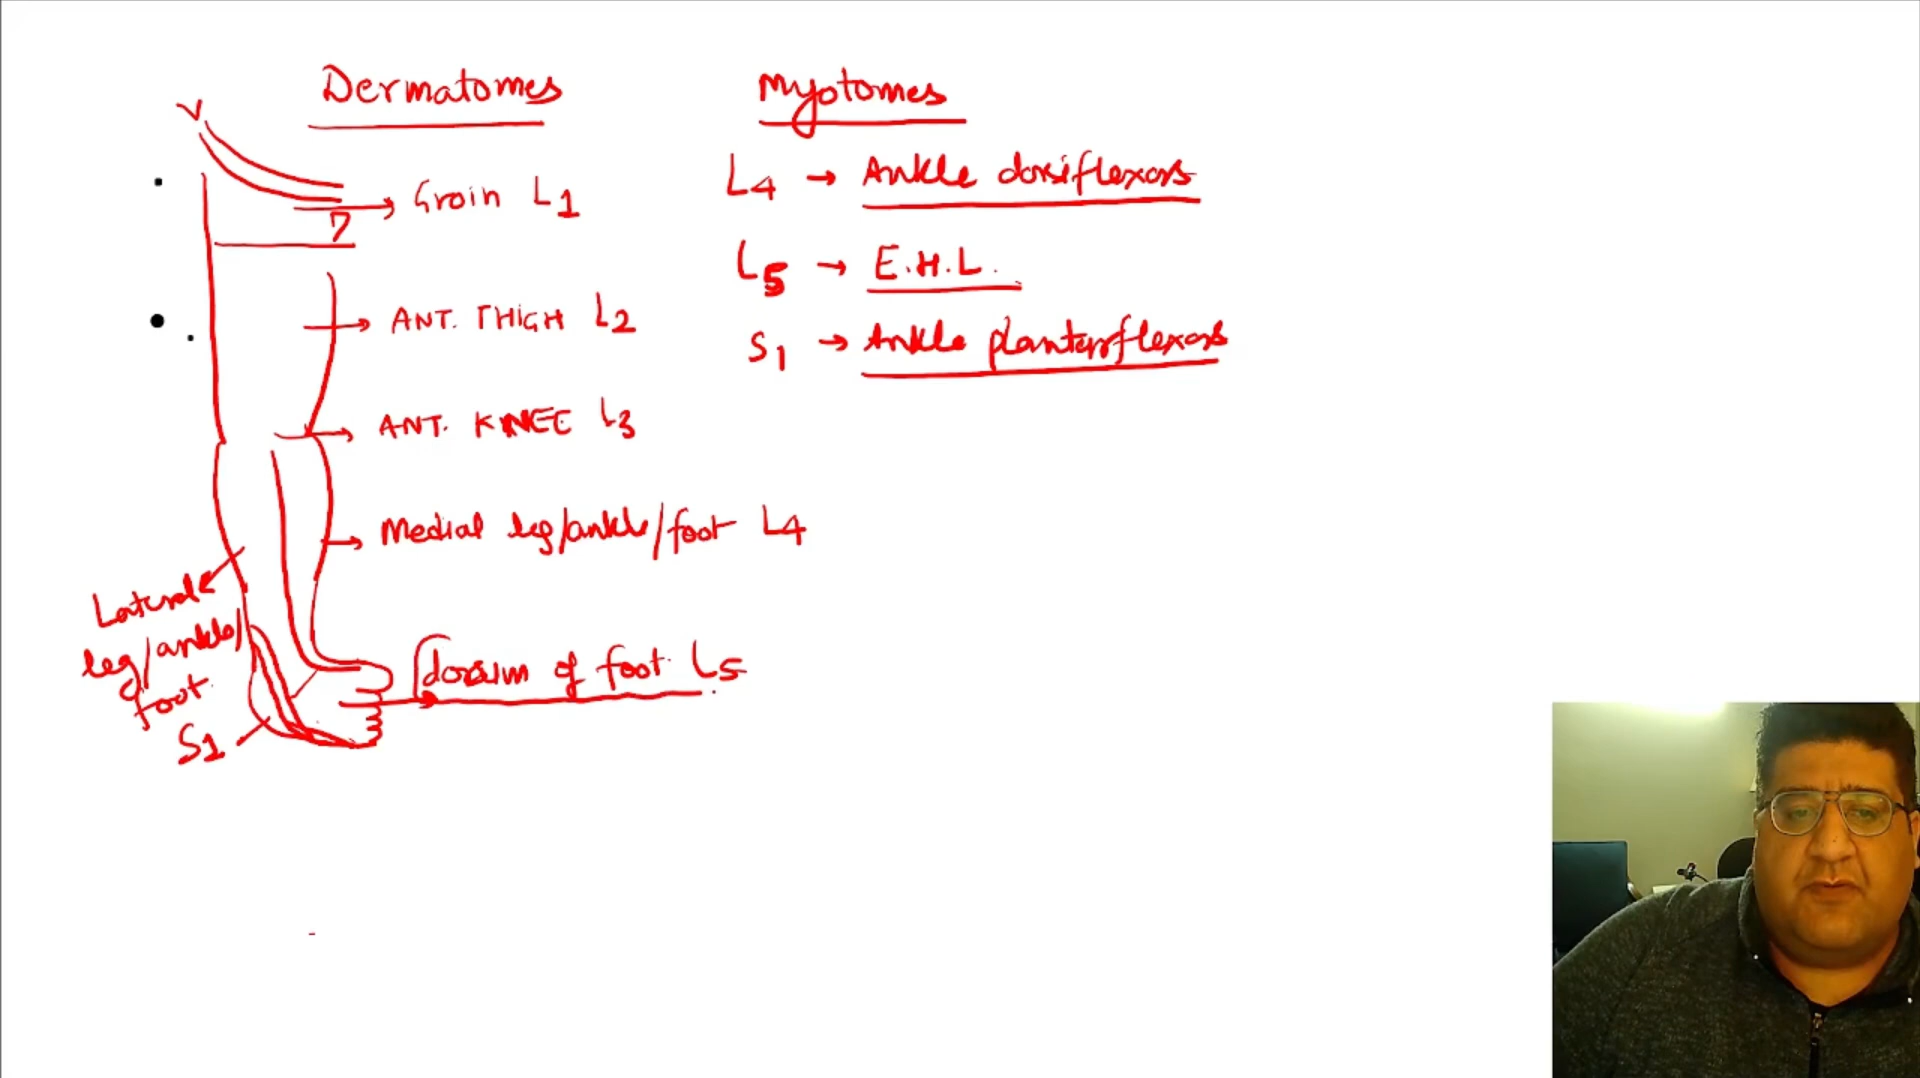 Dermatomes
Groin L1
ANT. THIGH L2
ANT. KNEE L3
Medial leg/ankle/foot L4
dorsum of foot L5
Lateral
leg/ankle/
foot
S1
Myotomes
L4 → Ankle dorsiflexors
L5 → E.H.L.
S1 → Ankle plantarflexors